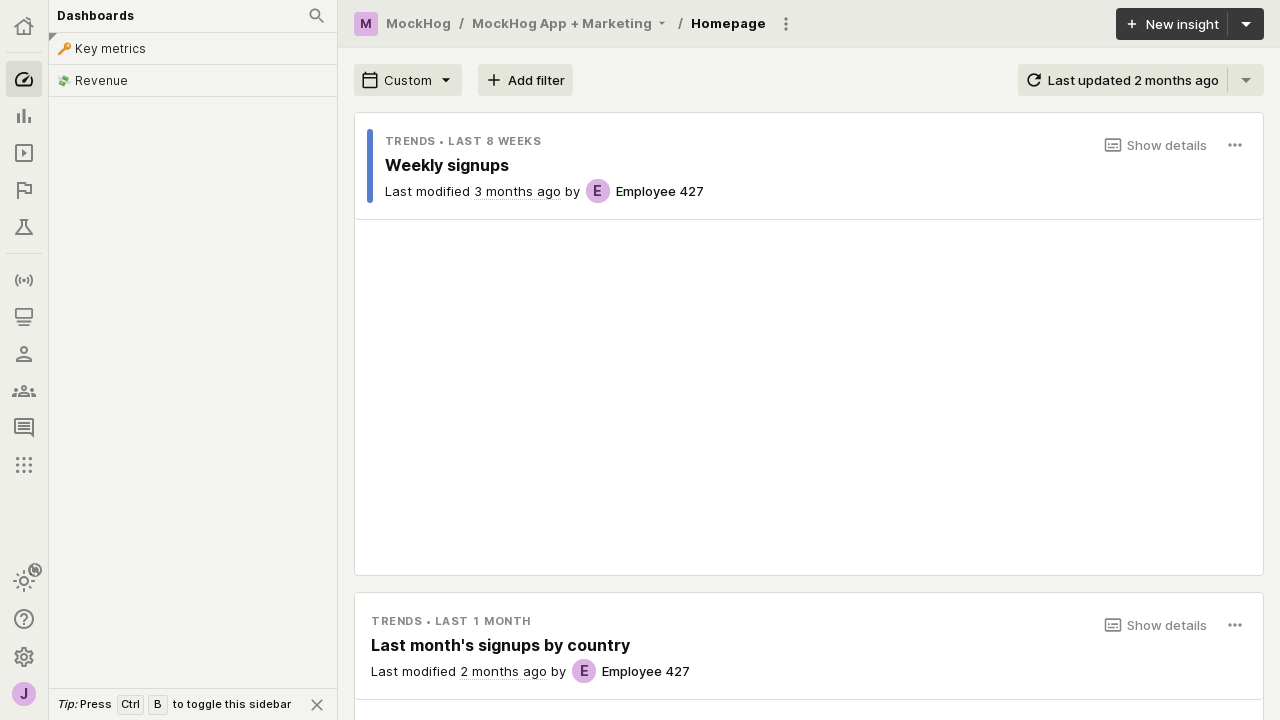 Dashboards
🔑 Key metrics
💸 Revenue
Tip: Press Ctrl B to toggle this sidebar
J
M MockHog / MockHog App + Marketing / Homepage
New insight
Custom
Add filter
Last updated 2 months ago
TRENDS • LAST 8 WEEKS
Weekly signups
Last modified 3 months ago by E Employee 427
Show details
TRENDS • LAST 1 MONTH
Last month's signups by country
Last modified 2 months ago by E Employee 427
Show details